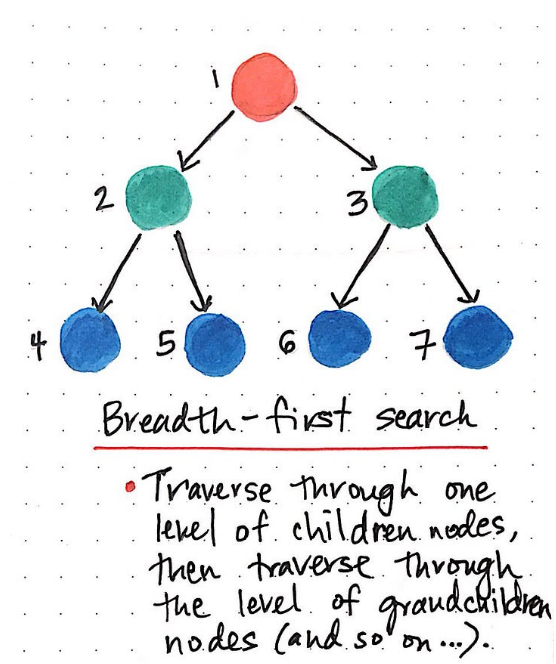 1
2 3
4 5 6 7
Breadth-first search
• Traverse through one
level of children nodes,
then traverse through
the level of grandchildren
nodes (and so on...).